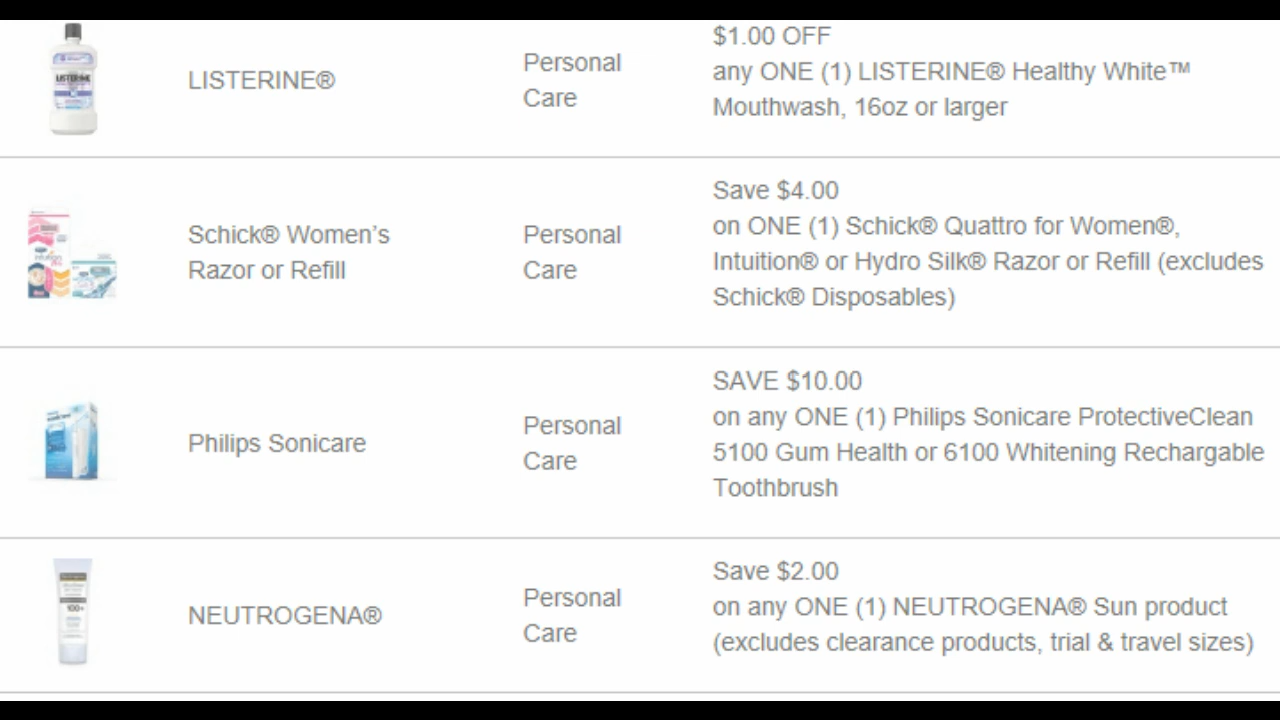 $1.00 OFF
LISTERINE®
Personal
Care
any ONE (1) LISTERINE® Healthy White™
Mouthwash, 16oz or larger
LISTERINE
Schick® Women's
Razor or Refill
Personal
Care
Save $4.00
on ONE (1) Schick® Quattro for Women®,
Intuition® or Hydro Silk® Razor or Refill (excludes
Schick® Disposables)
Philips Sonicare
Personal
Care
SAVE $10.00
on any ONE (1) Philips Sonicare ProtectiveClean
5100 Gum Health or 6100 Whitening Rechargable
Toothbrush
100+
NEUTROGENA®
Personal
Care
Save $2.00
on any ONE (1) NEUTROGENA® Sun product
(excludes clearance products, trial & travel sizes)